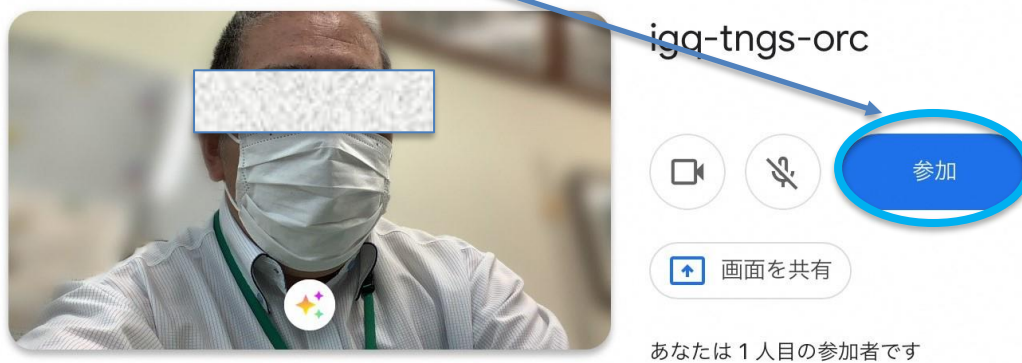 igq-tngs-orc
参加
画面を共有
あなたは 1 人目の参加者です